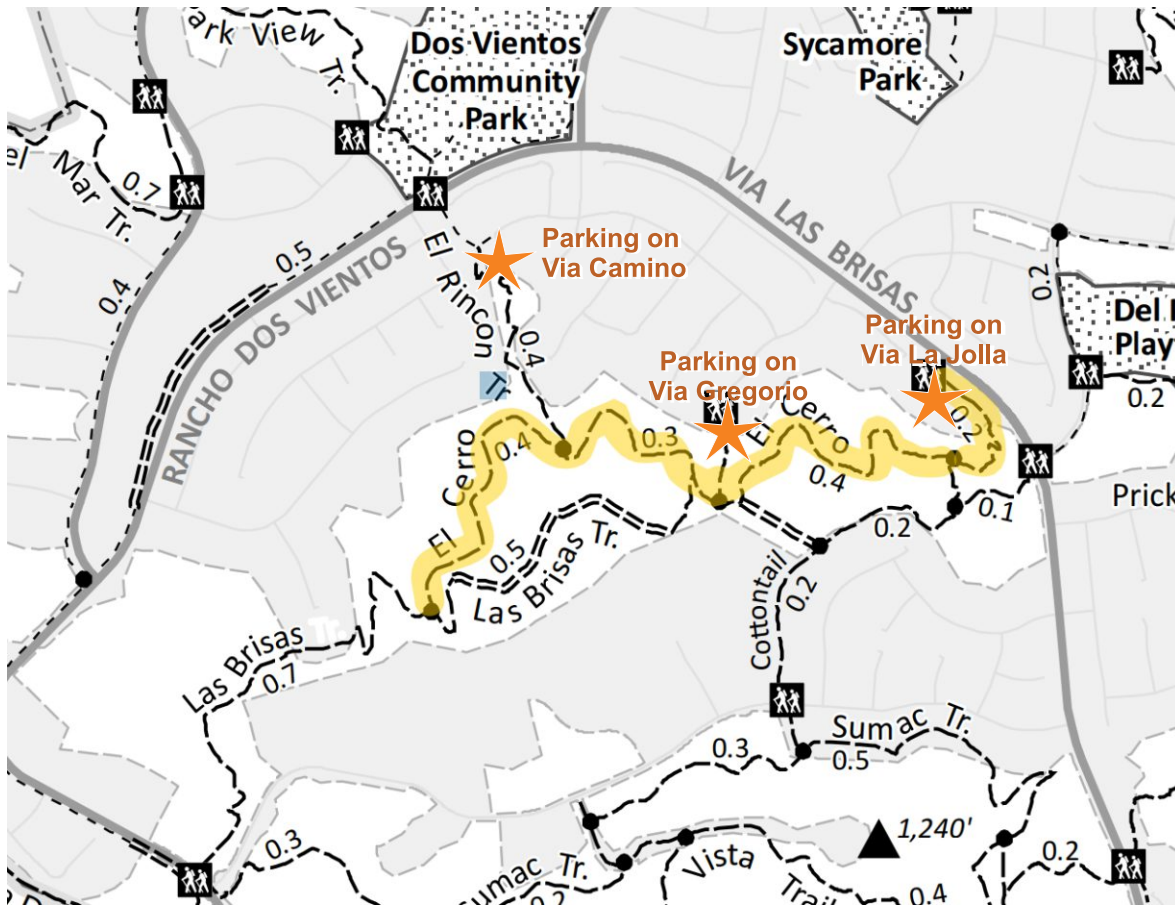 ark View
Tr.
Dos Vientos
Community
Park
Sycamore
Park
el
Mar Tr.
0.7
0.5
0.4
RANCHO DOS VIENTOS
El Rincon
Tr
Parking on
Via Camino
0.4
VIA LAS BRISAS
0.2
Del
Play
0.2
Parking on
Via La Jolla
Parking on
Via Gregorio
El Cerro
0.2
0.4
0.3
El Cerro
0.4
0.5
Las Brisas Tr.
0.2
0.1
Prick
Cottontail
0.2
Las Brisas Tr.
0.7
Sumac Tr.
0.5
0.3
1,240'
0.3
Sumac Tr.
0.2
Vista
Trail
0.4
0.2